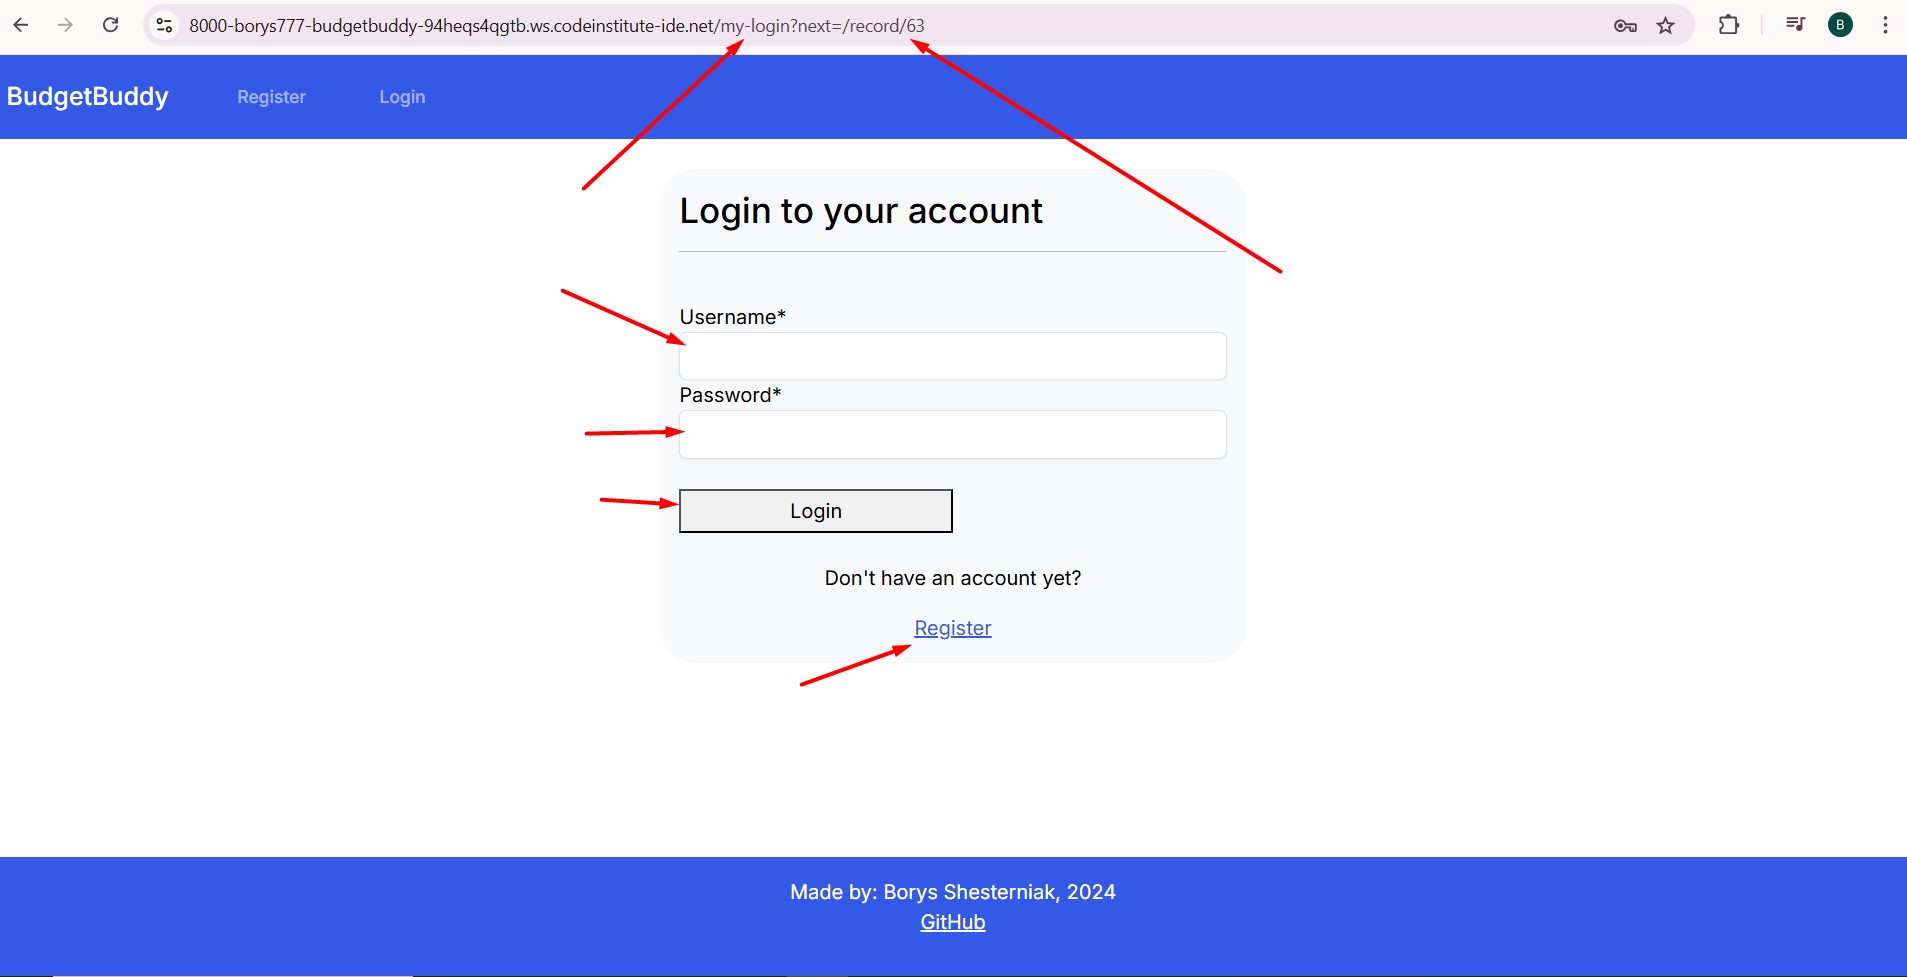 8000-borys777-budgetbuddy-94heqs4qgtb.ws.codeinstitute-ide.net/my-login?next=/record/63
B
BudgetBuddy Register Login
Login to your account
Username*
Password*
Login
Don't have an account yet?
Register
Made by: Borys Shesterniak, 2024
GitHub